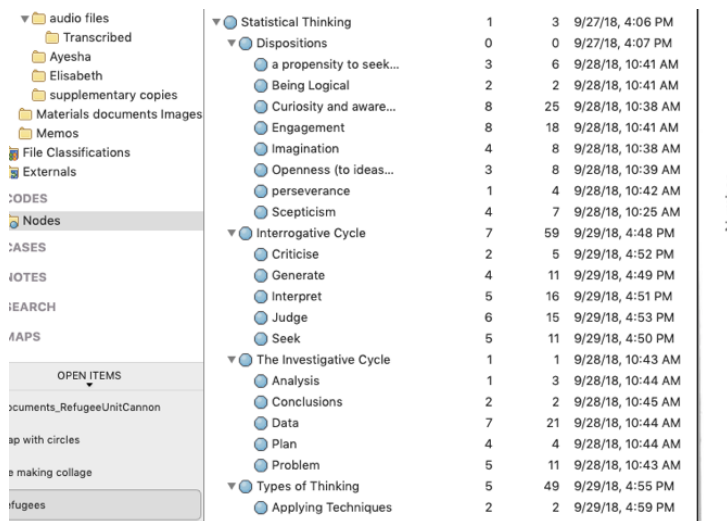 audio files
Transcribed
Ayesha
Elisabeth
supplementary copies
Materials documents Images
Memos
File Classifications
Externals
CODES
Nodes
CASES
NOTES
SEARCH
MAPS
OPEN ITEMS
ocuments_RefugeeUnitCannon
ap with circles
e making collage
efugees
Statistical Thinking 1 3 9/27/18, 4:06 PM
Dispositions 0 0 9/27/18, 4:07 PM
a propensity to seek... 3 6 9/28/18, 10:41 AM
Being Logical 2 2 9/28/18, 10:41 AM
Curiosity and aware... 8 25 9/28/18, 10:38 AM
Engagement 8 18 9/28/18, 10:41 AM
Imagination 4 8 9/28/18, 10:38 AM
Openness (to ideas... 3 8 9/28/18, 10:39 AM
perseverance 1 4 9/28/18, 10:42 AM
Scepticism 4 7 9/28/18, 10:25 AM
Interrogative Cycle 7 59 9/29/18, 4:48 PM
Criticise 2 5 9/29/18, 4:52 PM
Generate 4 11 9/29/18, 4:49 PM
Interpret 5 16 9/29/18, 4:51 PM
Judge 6 15 9/29/18, 4:53 PM
Seek 5 11 9/29/18, 4:50 PM
The Investigative Cycle 1 1 9/28/18, 10:43 AM
Analysis 1 3 9/28/18, 10:44 AM
Conclusions 2 2 9/28/18, 10:45 AM
Data 7 21 9/28/18, 10:44 AM
Plan 4 4 9/28/18, 10:44 AM
Problem 5 11 9/28/18, 10:43 AM
Types of Thinking 5 49 9/29/18, 4:55 PM
Applying Techniques 2 2 9/29/18, 4:59 PM